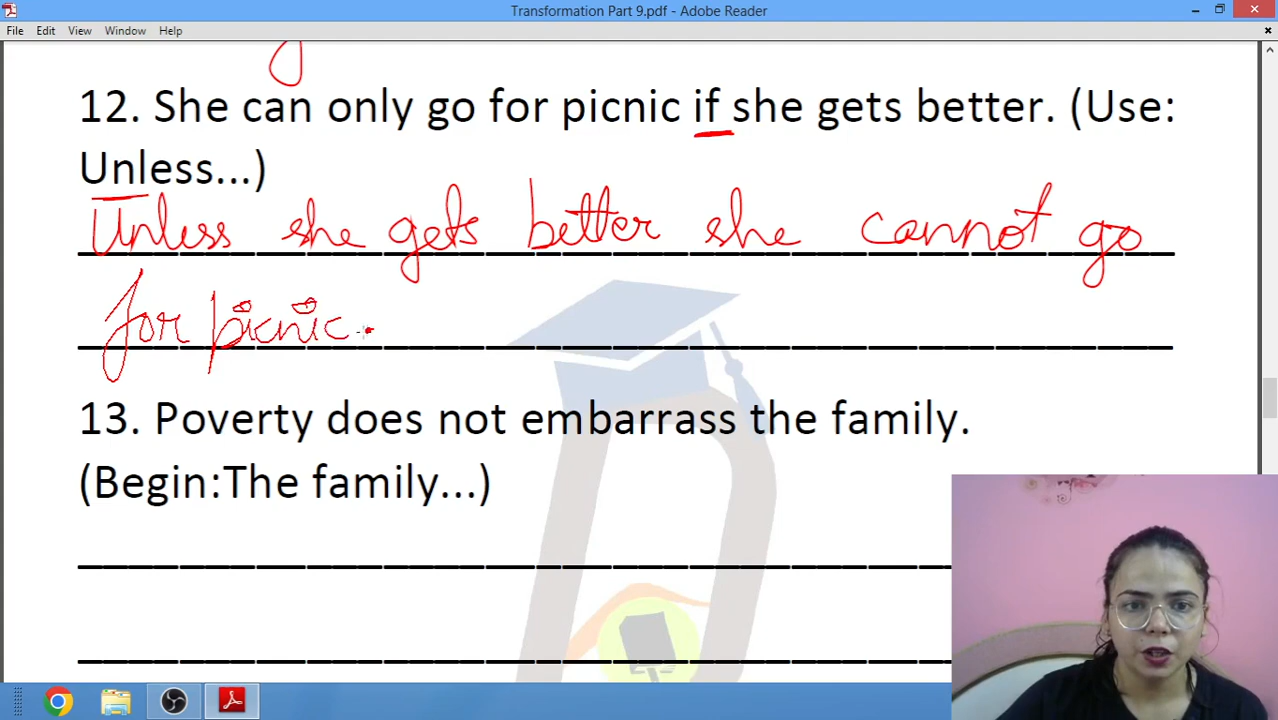 Transformation Part 9.pdf - Adobe Reader
File Edit View Window Help
12. She can only go for picnic if she gets better. (Use:
Unless...)
Unless she gets better she cannot go
for picnic.
13. Poverty does not embarrass the family.
(Begin:The family...)